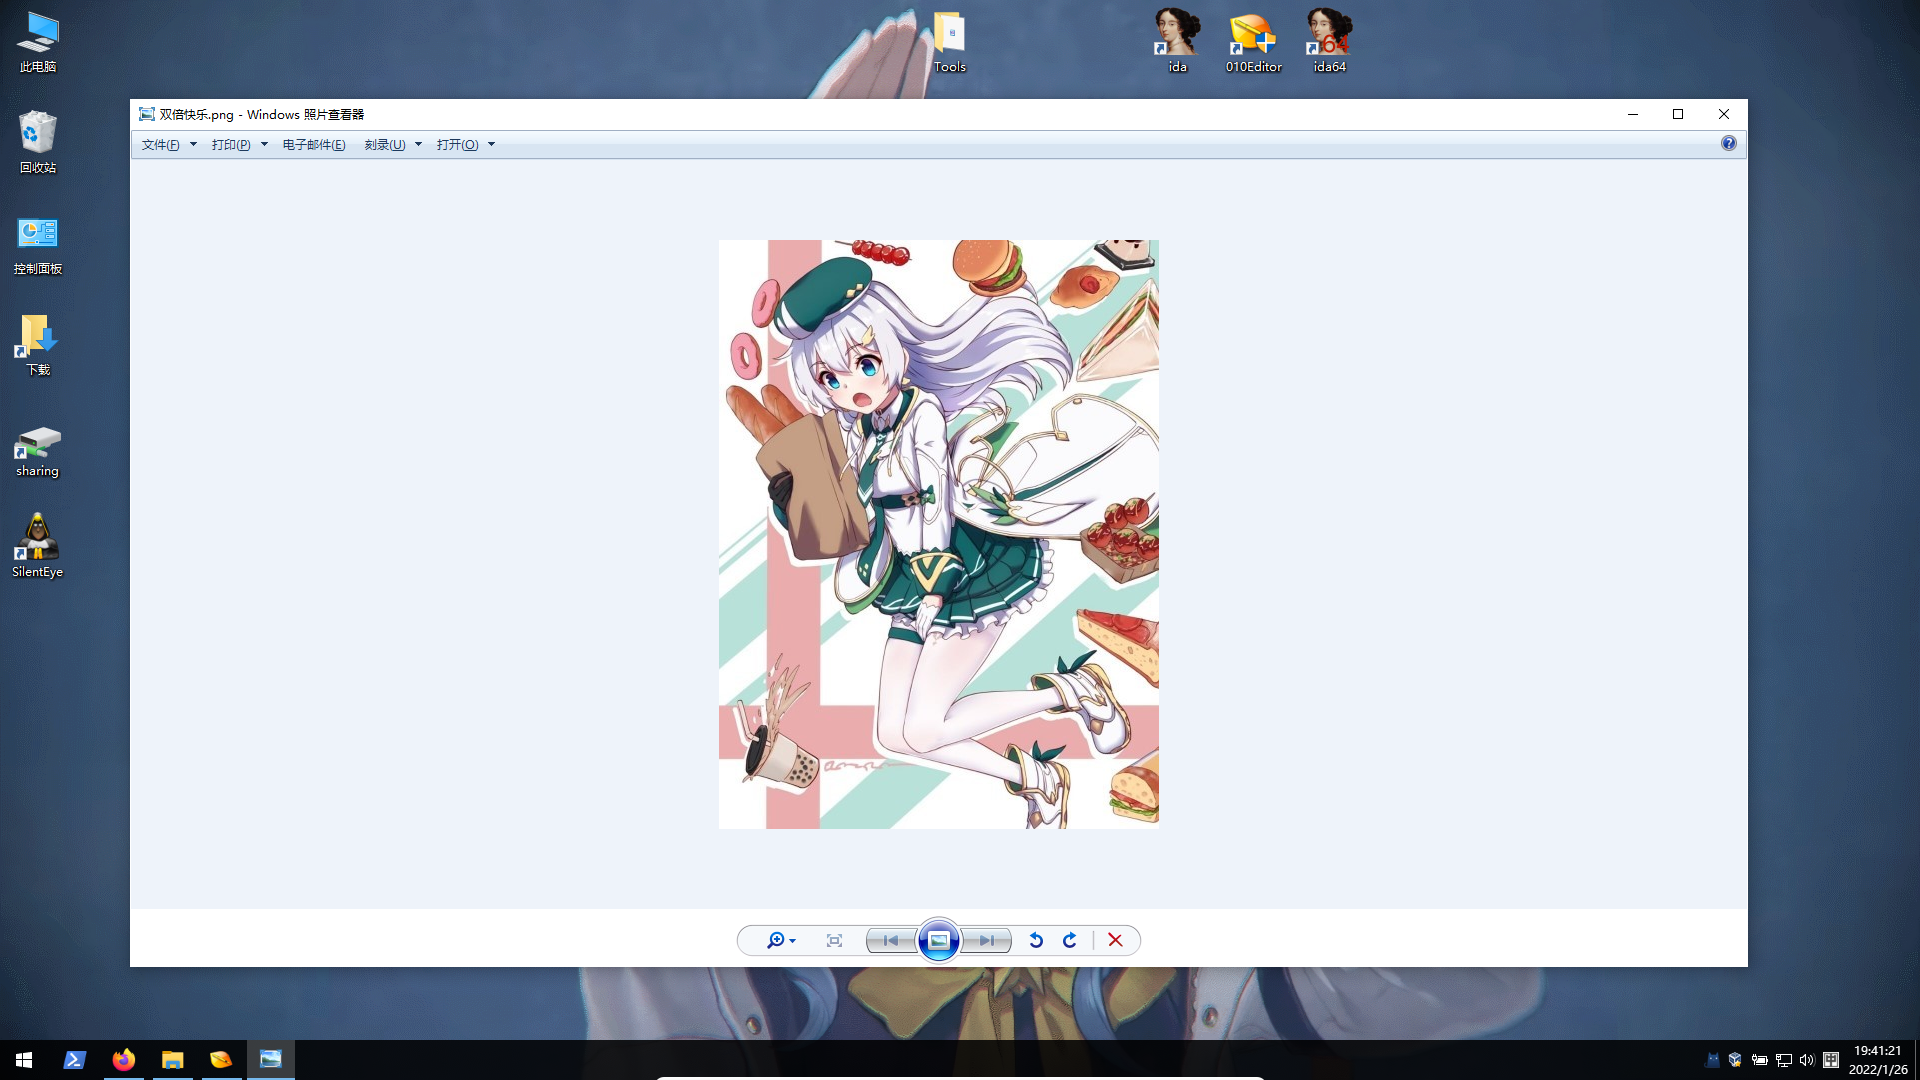 此电脑
回收站
控制面板
下载
sharing
SilentEye
Tools
ida
010Editor
64
ida64
双倍快乐.png - Windows 照片查看器
文件(F) 打印(P) 电子邮件(E) 刻录(U) 打开(O)
19:41:21
2022/1/26